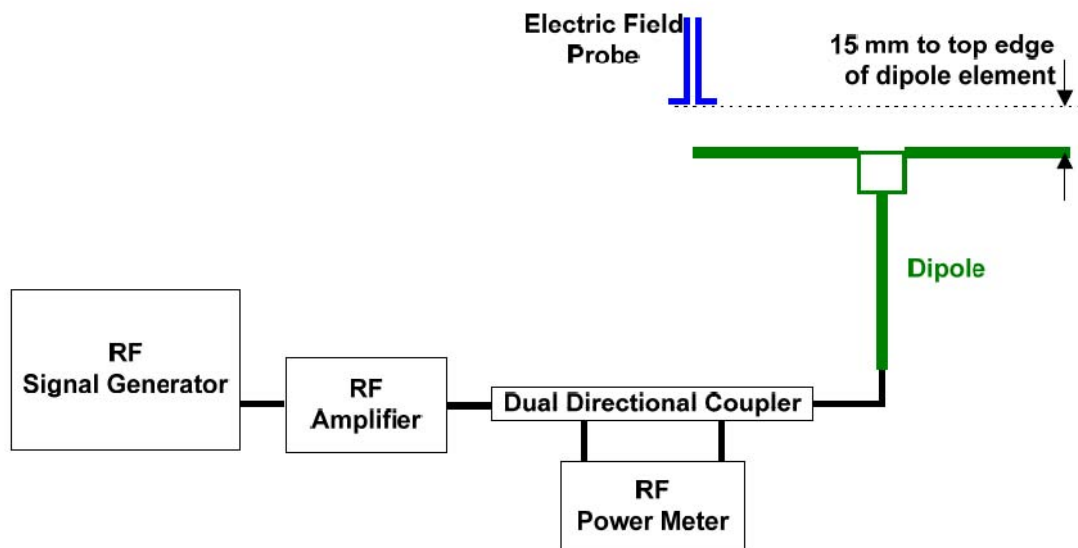 Electric Field
Probe
15 mm to top edge
of dipole element
Dipole
RF
Signal Generator
RF
Amplifier
Dual Directional Coupler
RF
Power Meter